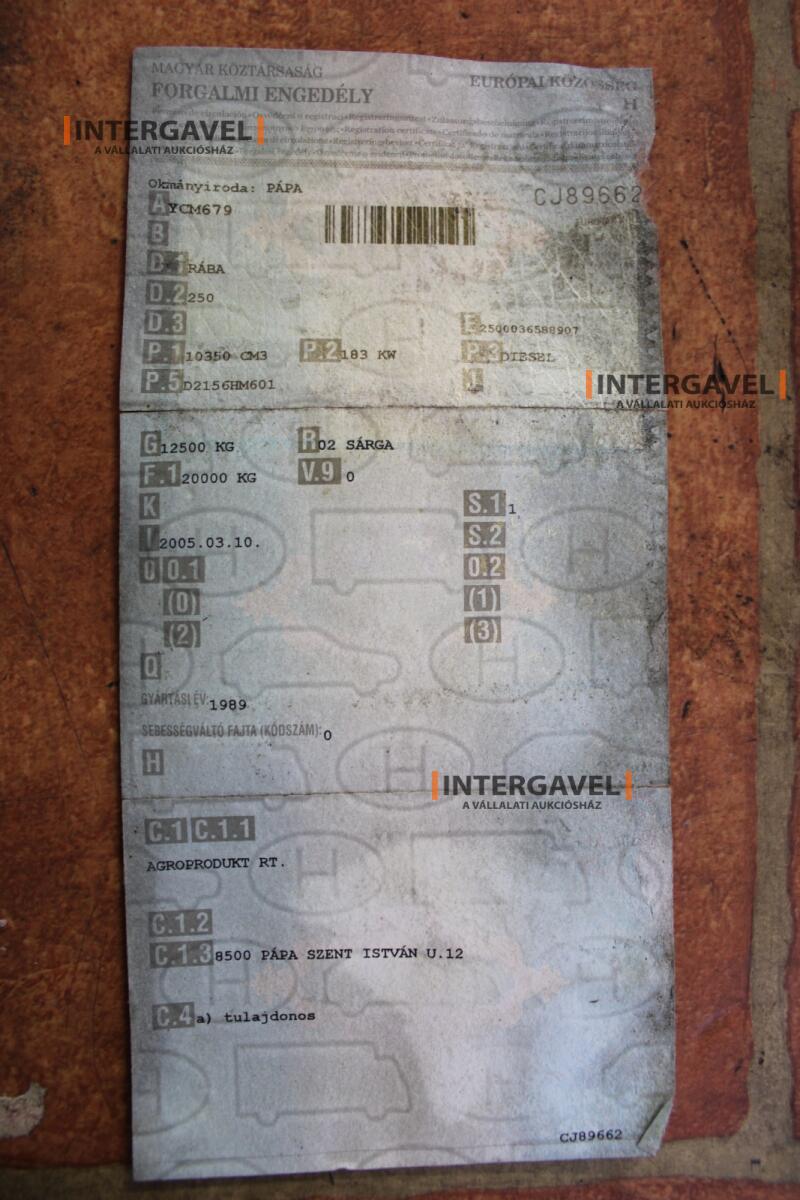 MAGYAR KÖZTÁRSASÁG
EURÓPAI KÖZÖSSÉG
FORGALMI ENGEDÉLY
H
INTERGAVEL
A VÁLLALATI AUKCIÓSHÁZ
Okmányiroda: PÁPA
CJ89662
A YCM679
B
D.1 RÁBA
D.2 250
D.3
E 2500036588907
P.1 10350 CM3 P.2 183 KW P.3 DIESEL
P.5 D2156HM601 J
INTERGAVEL
A VÁLLALATI AUKCIÓSHÁZ
G 12500 KG R 02 SÁRGA
F.1 20000 KG V.9 0
K S.1 1
I 2005.03.10. S.2
O O.1 O.2
(0) (1)
(2) (3)
Q
GYÁRTÁSI ÉV: 1989
SEBESSÉGVÁLTÓ FAJTA (KÓDSZÁM): 0
H
INTERGAVEL
A VÁLLALATI AUKCIÓSHÁZ
C.1 C.1.1
AGROPRODUKT RT.
C.1.2
C.1.3 8500 PÁPA SZENT ISTVÁN U.12
C.4 a) tulajdonos
CJ89662